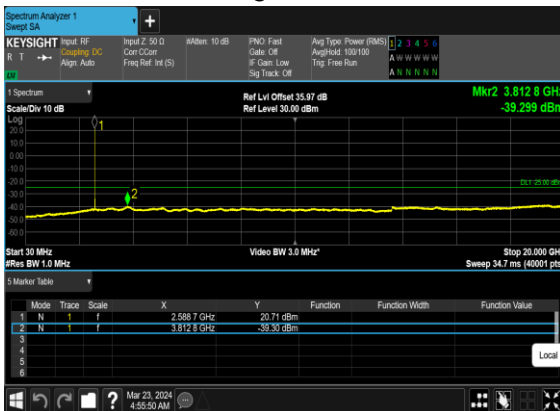 Spectrum Analyzer 1
Swept SA
+
KEYSIGHT Input: RF Input Z: 50 Ω #Atten: 10 dB PNO: Fast Avg Type: Power (RMS) 1 2 3 4 5 6
R T Coupling: DC Corr CCorr Gate: Off Avg|Hold: 100/100 A W W W W W
Align: Auto Freq Ref: Int (S) IF Gain: Low Trig: Free Run
LV Sig Track: Off A N N N N N
1 Spectrum Ref Lvl Offset 35.97 dB Mkr2 3.812 8 GHz
Scale/Div 10 dB Ref Level 30.00 dBm -39.299 dBm
Log
20.0
10.0
0.00
-10.0
-20.0
-30.0
-40.0
-50.0
-60.0
1
2
Start 30 MHz Video BW 3.0 MHz* Stop 20.000 GH
#Res BW 1.0 MHz Sweep 34.7 ms (40001 pts
5 Marker Table
Mode Trace Scale X Y Function Function Width Function Value
1 N 1 f 2.588 7 GHz 20.71 dBm
2 N 1 f 3.812 8 GHz -39.30 dBm
3
4
5
6
Local
? Mar 23, 2024
4:55:50 AM